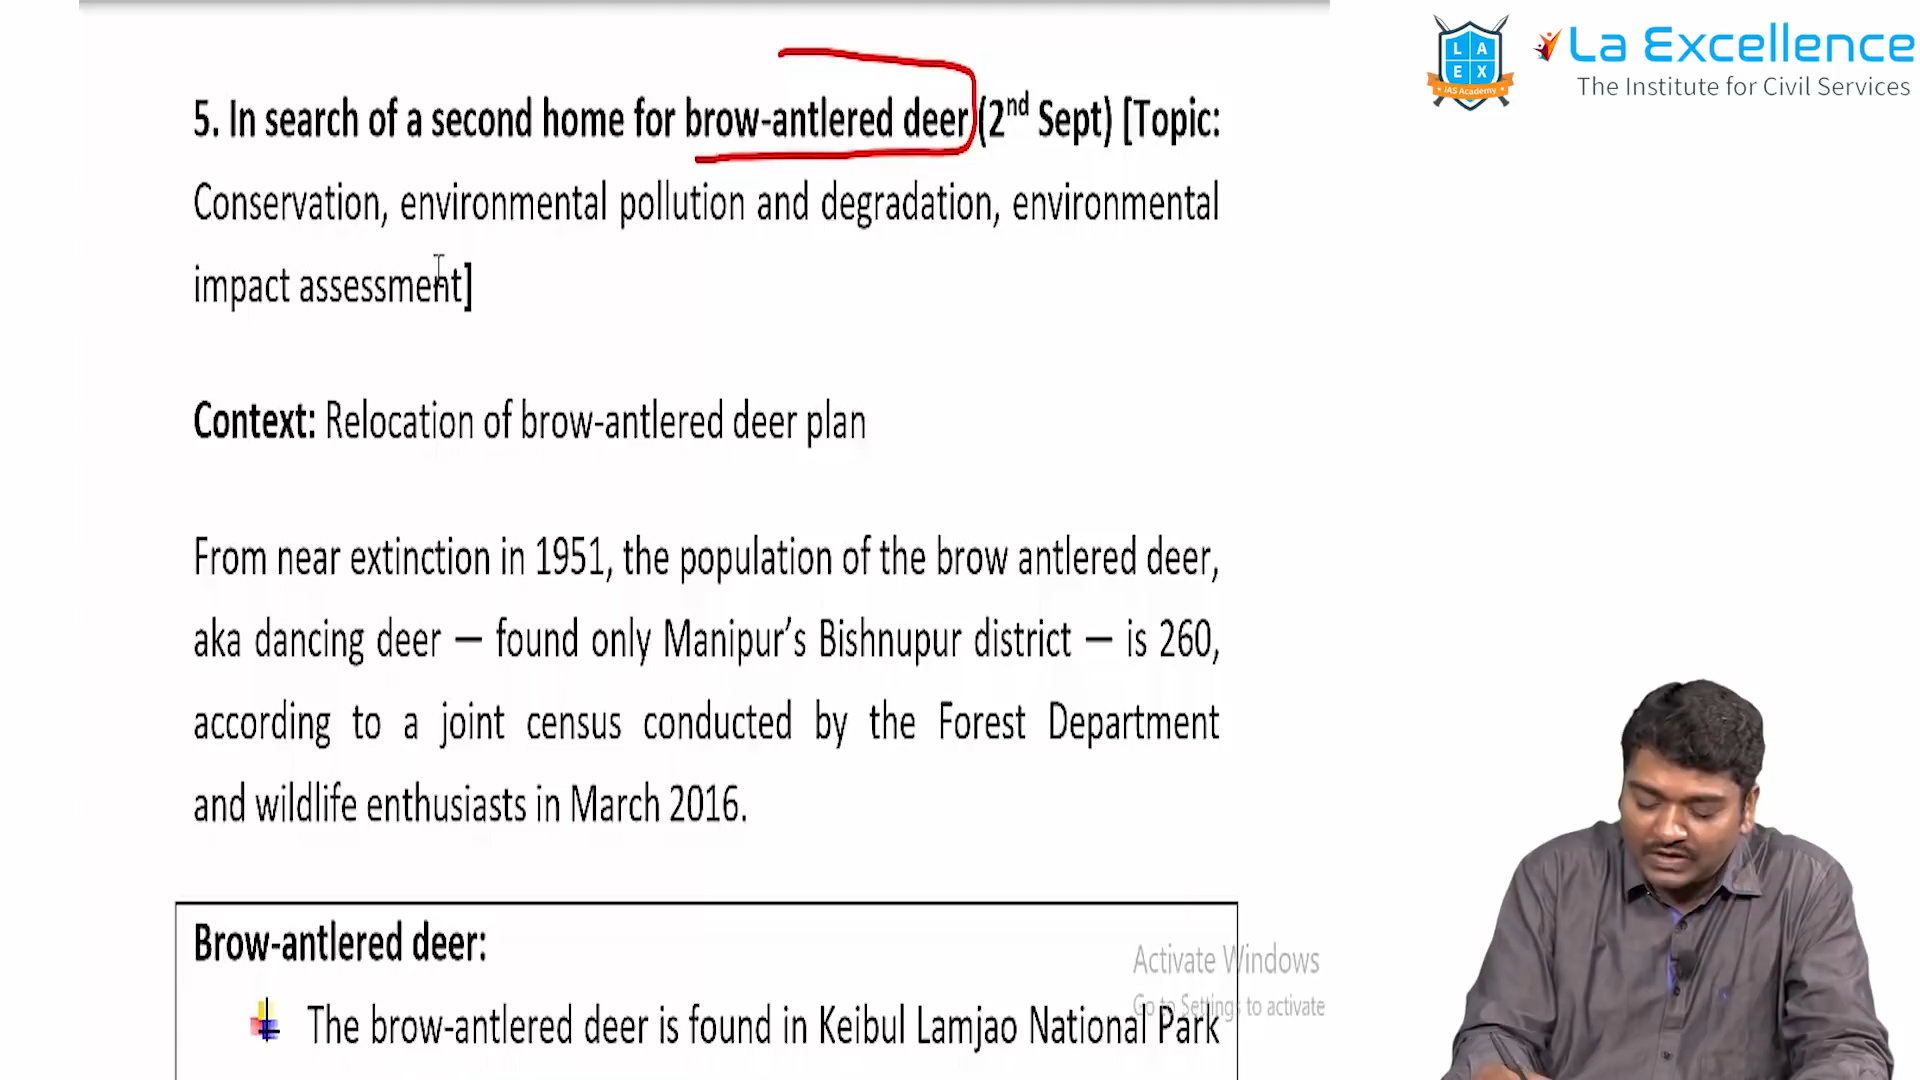 LA
EX
IAS Academy
La Excellence
The Institute for Civil Services
5. In search of a second home for brow-antlered deer (2nd Sept) [Topic:
Conservation, environmental pollution and degradation, environmental
impact assessment]
Context: Relocation of brow-antlered deer plan
From near extinction in 1951, the population of the brow antlered deer,
aka dancing deer — found only Manipur’s Bishnupur district — is 260,
according to a joint census conducted by the Forest Department
and wildlife enthusiasts in March 2016.
Brow-antlered deer:
The brow-antlered deer is found in Keibul Lamjao National Park
Activate Windows
Go to Settings to activate